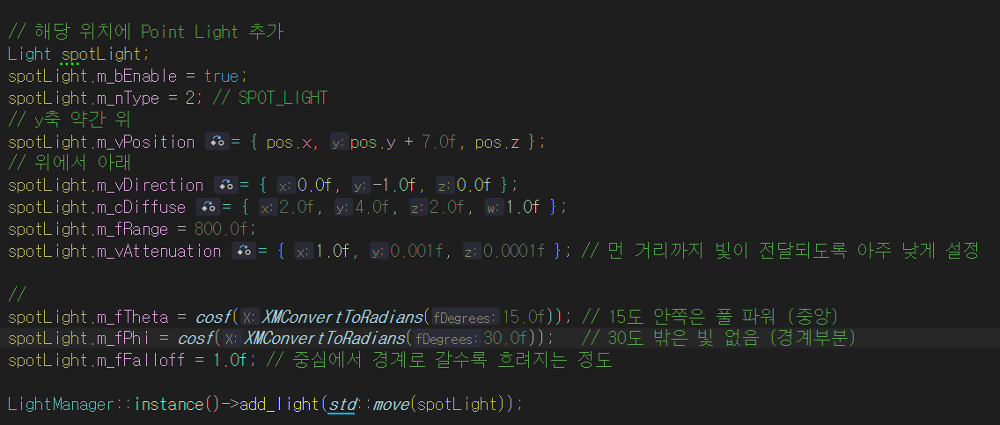 // 해당 위치에 Point Light 추가
Light spotLight;
spotLight.m_bEnable = true;
spotLight.m_nType = 2; // SPOT_LIGHT
// y축 약간 위
spotLight.m_vPosition = { pos.x, y: pos.y + 7.0f, pos.z };
// 위에서 아래
spotLight.m_vDirection = { x: 0.0f, y: -1.0f, z: 0.0f };
spotLight.m_cDiffuse = { x: 2.0f, y: 4.0f, z: 2.0f, w: 1.0f };
spotLight.m_fRange = 800.0f;
spotLight.m_vAttenuation = { x: 1.0f, y: 0.001f, z: 0.0001f }; // 먼 거리까지 빛이 전달되도록 아주 낮게 설정
//
spotLight.m_fTheta = cosf(X: XMConvertToRadians(fDegrees: 15.0f)); // 15도 안쪽은 풀 파워 (중앙)
spotLight.m_fPhi = cosf(X: XMConvertToRadians(fDegrees: 30.0f)); // 30도 밖은 빛 없음 (경계부분)
spotLight.m_fFalloff = 1.0f; // 중심에서 경계로 갈수록 흐려지는 정도
LightManager::instance()->add_light(std::move(spotLight));